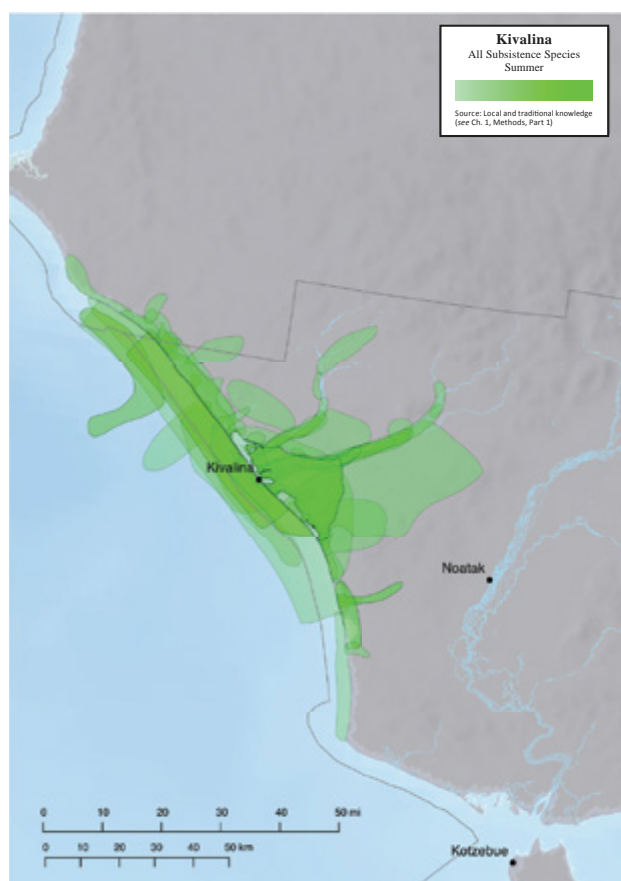 Kivalina
All Subsistence Species
Summer
Source: Local and traditional knowledge
(see Ch. 1, Methods, Part 1)
Kivalina
Noatak
0 10 20 30 40 50 mi
0 10 20 30 40 50 km
Kotzebue